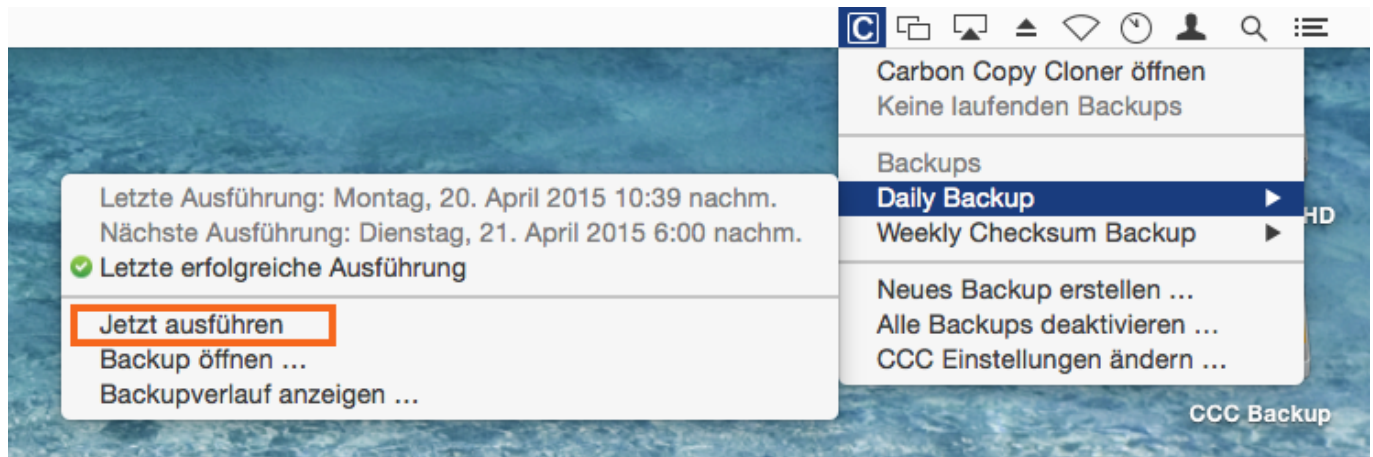 C
Carbon Copy Cloner öffnen
Keine laufenden Backups
Backups
Daily Backup
Weekly Checksum Backup
Neues Backup erstellen ...
Alle Backups deaktivieren ...
CCC Einstellungen ändern ...
Letzte Ausführung: Montag, 20. April 2015 10:39 nachm.
Nächste Ausführung: Dienstag, 21. April 2015 6:00 nachm.
Letzte erfolgreiche Ausführung
Jetzt ausführen
Backup öffnen ...
Backupverlauf anzeigen ...
HD
CCC Backup